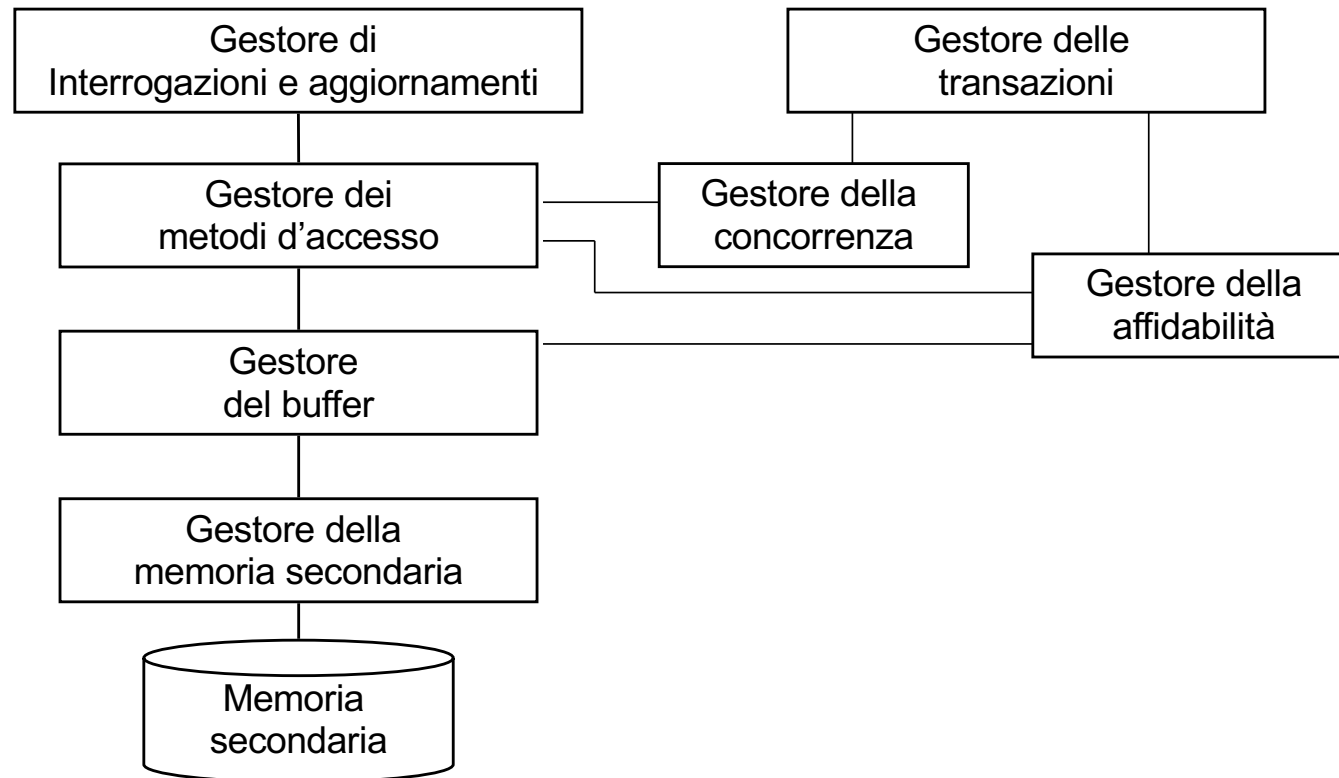 Gestore di
Interrogazioni e aggiornamenti
Gestore delle
transazioni
Gestore dei
metodi d’accesso
Gestore della
concorrenza
Gestore della
affidabilità
Gestore
del buffer
Gestore della
memoria secondaria
Memoria
secondaria